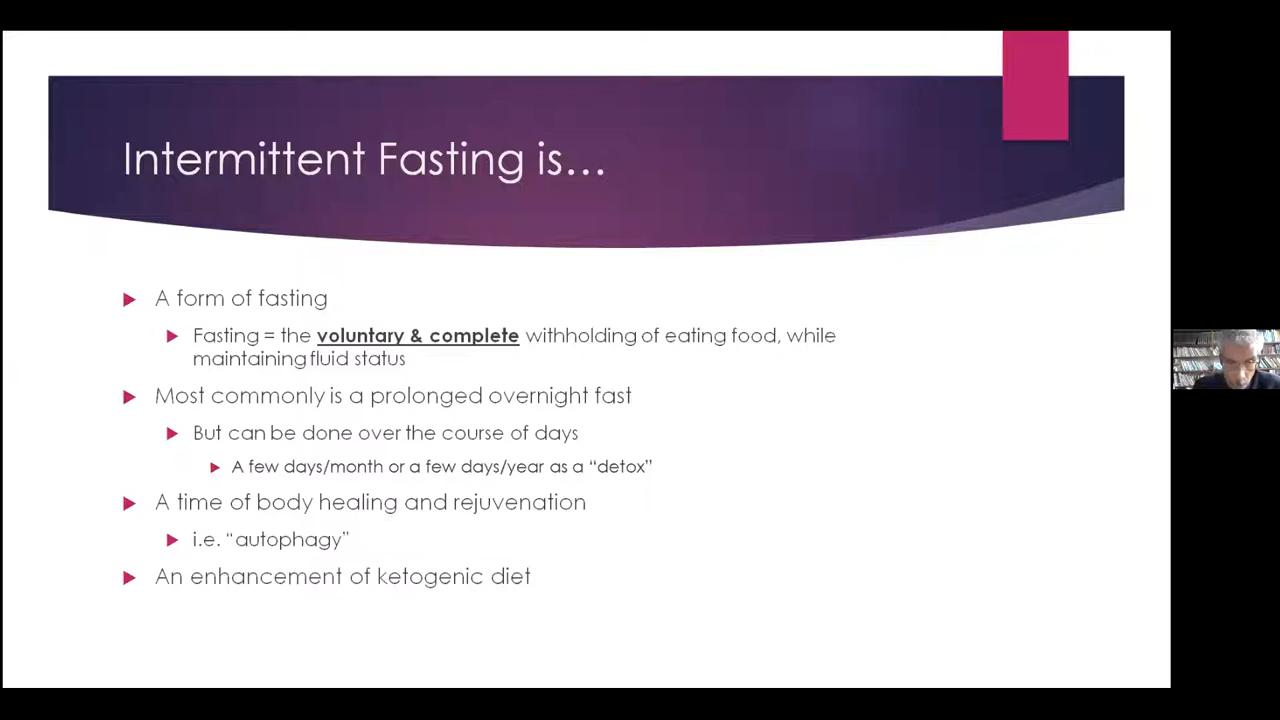 Intermittent Fasting is…
A form of fasting
Fasting = the voluntary & complete withholding of eating food, while
maintaining fluid status
Most commonly is a prolonged overnight fast
But can be done over the course of days
A few days/month or a few days/year as a “detox”
A time of body healing and rejuvenation
i.e. “autophagy”
An enhancement of ketogenic diet